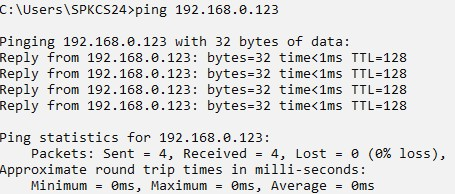 C:\Users\SPKCS24>ping 192.168.0.123
Pinging 192.168.0.123 with 32 bytes of data:
Reply from 192.168.0.123: bytes=32 time<1ms TTL=128
Reply from 192.168.0.123: bytes=32 time<1ms TTL=128
Reply from 192.168.0.123: bytes=32 time<1ms TTL=128
Reply from 192.168.0.123: bytes=32 time<1ms TTL=128
Ping statistics for 192.168.0.123:
    Packets: Sent = 4, Received = 4, Lost = 0 (0% loss),
Approximate round trip times in milli-seconds:
    Minimum = 0ms, Maximum = 0ms, Average = 0ms